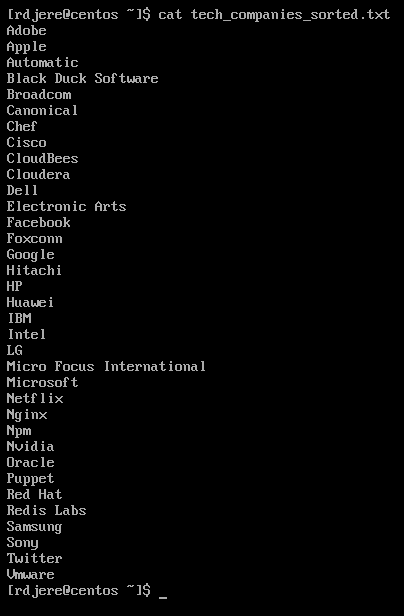 [rdjere@centos ~]$ cat tech_companies_sorted.txt
Adobe
Apple
Automatic
Black Duck Software
Broadcom
Canonical
Chef
Cisco
CloudBees
Cloudera
Dell
Electronic Arts
Facebook
Foxconn
Google
Hitachi
HP
Huawei
IBM
Intel
LG
Micro Focus International
Microsoft
Netflix
Nginx
Npm
Nvidia
Oracle
Puppet
Red Hat
Redis Labs
Samsung
Sony
Twitter
Vmware
[rdjere@centos ~]$ _